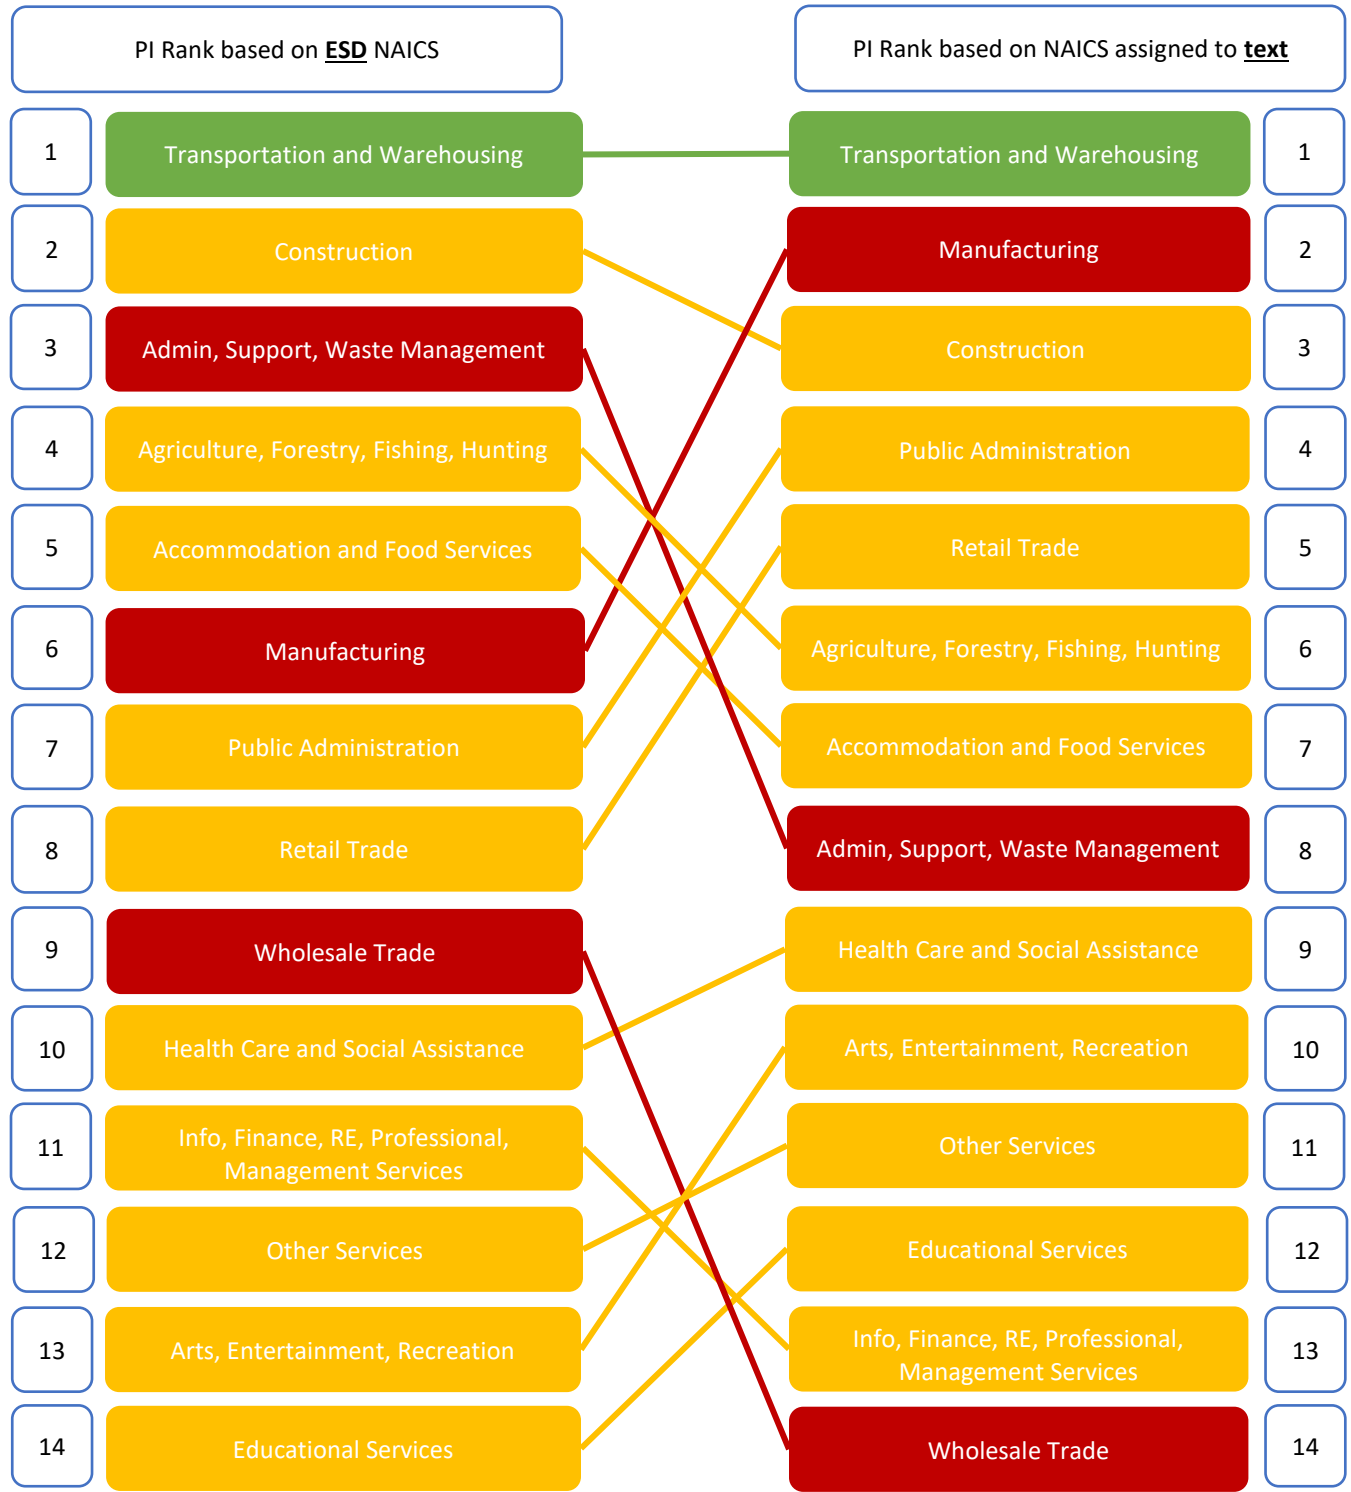 PI Rank based on ESD NAICS
PI Rank based on NAICS assigned to text
1
Transportation and Warehousing
Transportation and Warehousing
1
2
Construction
Manufacturing
2
3
Admin, Support, Waste Management
Construction
3
4
Agriculture, Forestry, Fishing, Hunting
Public Administration
4
5
Accommodation and Food Services
Retail Trade
5
6
Manufacturing
Agriculture, Forestry, Fishing, Hunting
6
7
Public Administration
Accommodation and Food Services
7
8
Retail Trade
Admin, Support, Waste Management
8
9
Wholesale Trade
Health Care and Social Assistance
9
10
Health Care and Social Assistance
Arts, Entertainment, Recreation
10
11
Info, Finance, RE, Professional,
Management Services
Other Services
11
12
Other Services
Educational Services
12
13
Arts, Entertainment, Recreation
Info, Finance, RE, Professional,
Management Services
13
14
Educational Services
Wholesale Trade
14